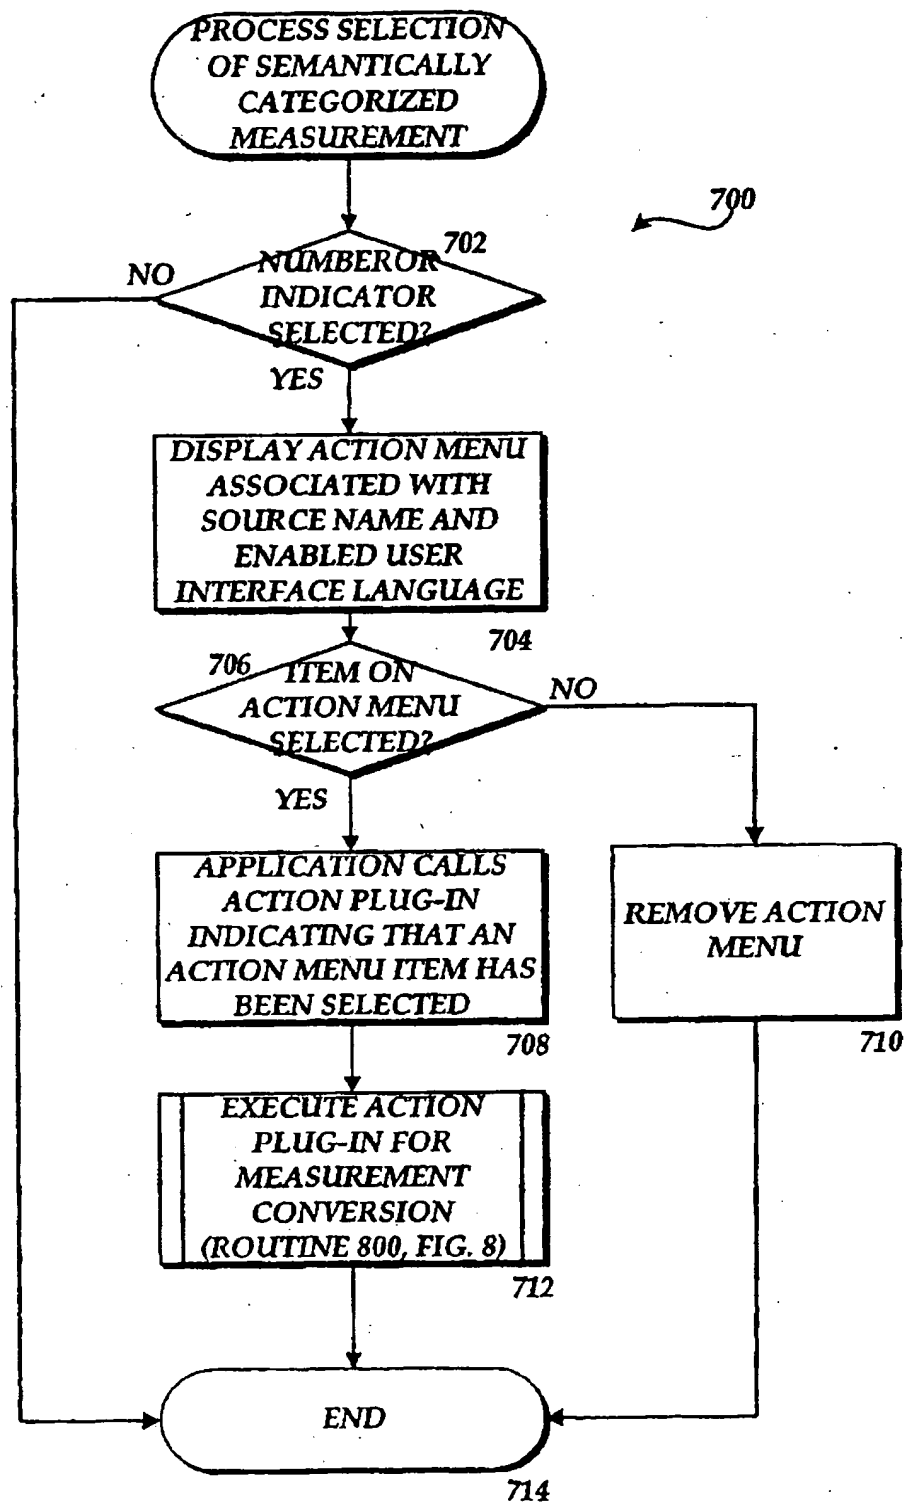 PROCESS SELECTION
OF SEMANTICALLY
CATEGORIZED
MEASUREMENT
700
702
NO
NUMBEROR
INDICATOR
SELECTED?
YES
DISPLAY ACTION MENU
ASSOCIATED WITH
SOURCE NAME AND
ENABLED USER
INTERFACE LANGUAGE
704
706
ITEM ON
ACTION MENU
SELECTED?
NO
YES
APPLICATION CALLS
ACTION PLUG-IN
INDICATING THAT AN
ACTION MENU ITEM HAS
BEEN SELECTED
708
REMOVE ACTION
MENU
710
EXECUTE ACTION
PLUG-IN FOR
MEASUREMENT
CONVERSION
(ROUTINE 800, FIG. 8)
712
END
714